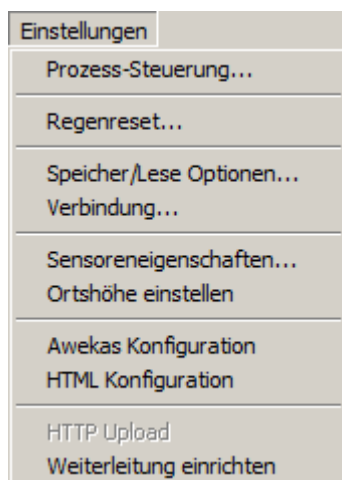 Einstellungen
Prozess-Steuerung...
Regenreset...
Speicher/Lese Optionen...
Verbindung...
Sensoreneigenschaften...
Ortshöhe einstellen
Awekas Konfiguration
HTML Konfiguration
HTTP Upload
Weiterleitung einrichten